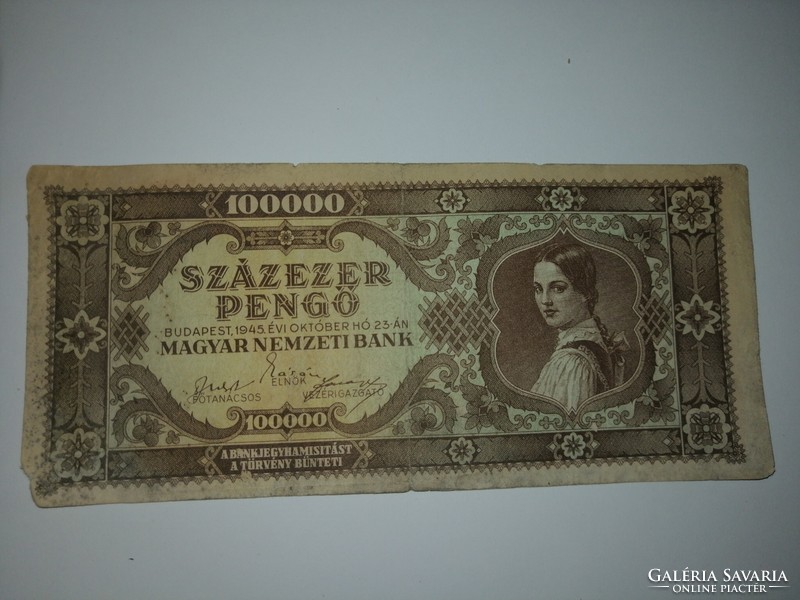 100000
SZÁZEZER
PENGŐ
BUDAPEST, 1945. ÉVI OKTÓBER HÓ 23-ÁN
MAGYAR NEMZETI BANK
ELNÖK
FŐTANÁCSOS
VEZÉRIGAZGATÓ
100000
A BANKJEGYHAMISITÁST
A TÖRVÉNY BÜNTETI
GALÉRIA SAVARIA
ONLINE PIACTÉR